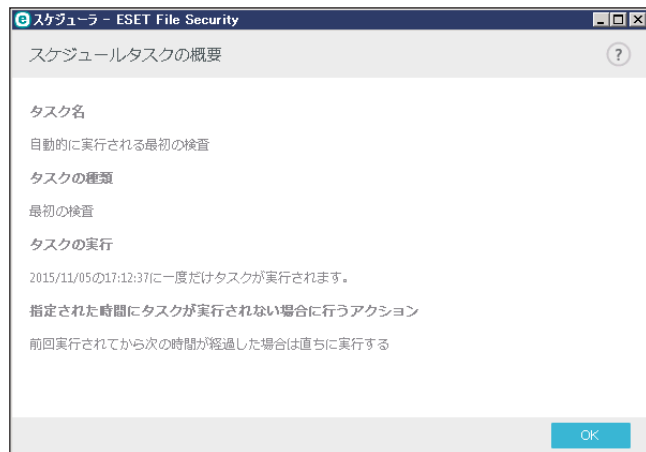 スケジューラ - ESET File Security
スケジュールタスクの概要
?
タスク名
自動的に実行される最初の検査
タスクの種類
最初の検査
タスクの実行
2015/11/05の17:12:37に一度だけタスクが実行されます。
指定された時間にタスクが実行されない場合に行うアクション
前回実行されてから次の時間が経過した場合は直ちに実行する
OK